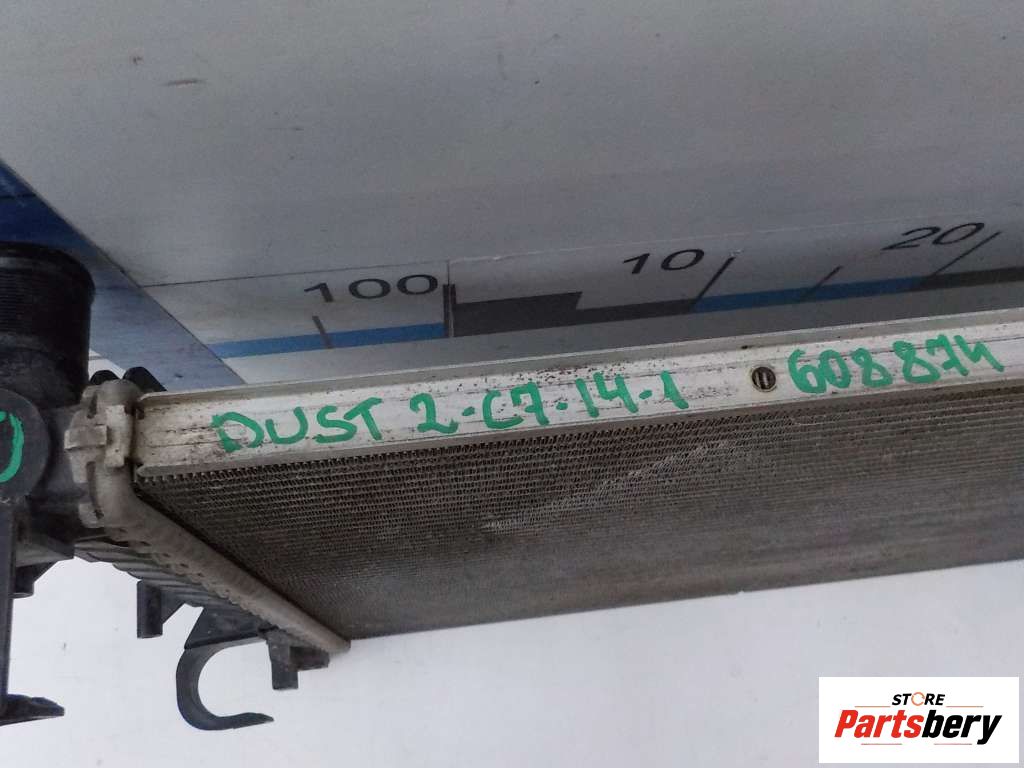 100 10 20
DUST 2-C7-14-1 608874
STORE
Partsbery